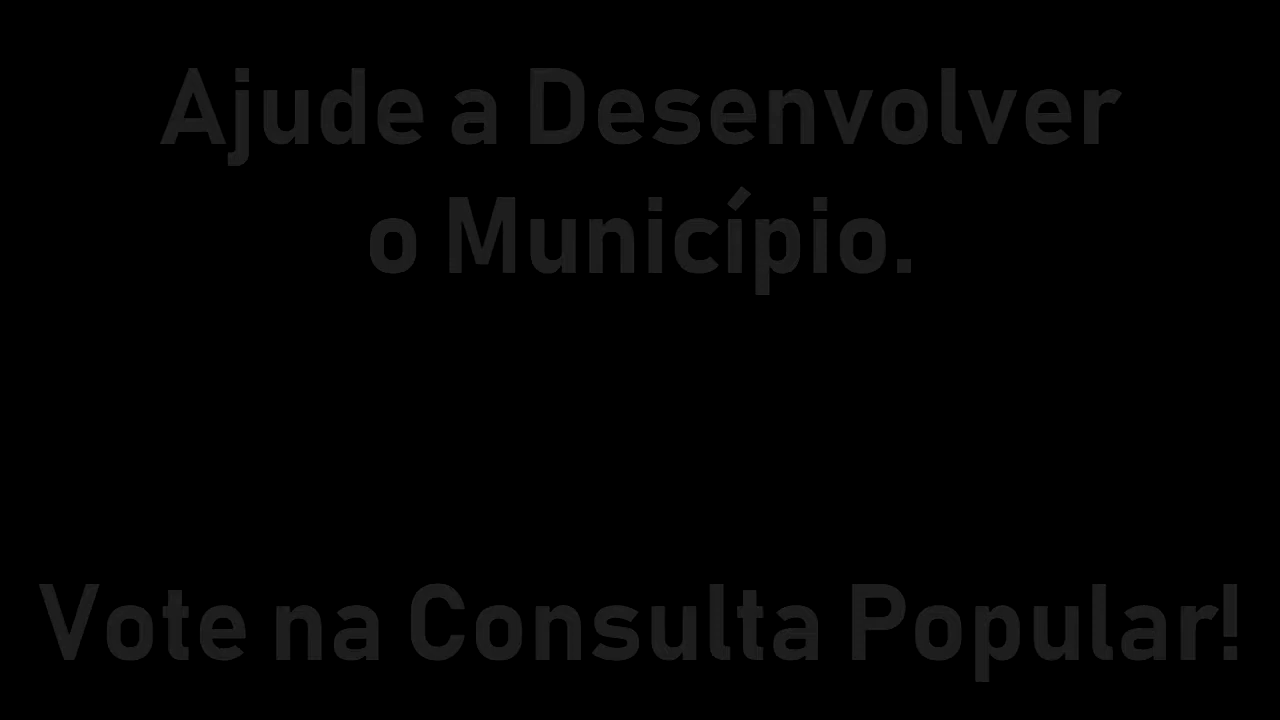 Ajude a Desenvolver
o Município.
Vote na Consulta Popular!